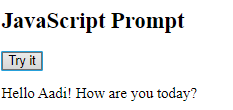 JavaScript Prompt
Try it
Hello Aadi! How are you today?